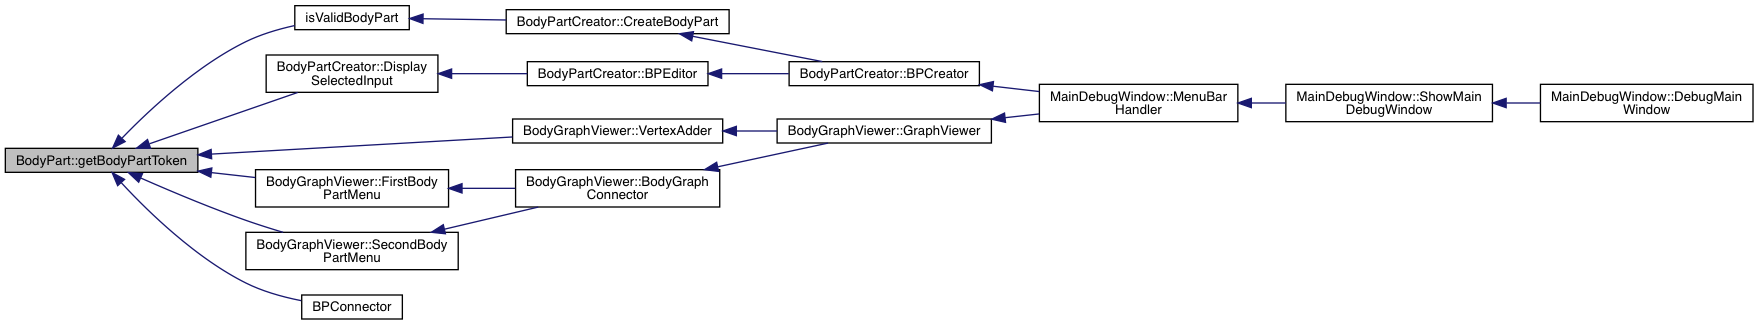 isValidBodyPart
BodyPartCreator::CreateBodyPart
BodyPartCreator::Display
SelectedInput
BodyPartCreator::BPEditor
BodyPartCreator::BPCreator
MainDebugWindow::MenuBar
Handler
MainDebugWindow::ShowMain
DebugWindow
MainDebugWindow::DebugMain
Window
BodyGraphViewer::VertexAdder
BodyGraphViewer::GraphViewer
BodyPart::getBodyPartToken
BodyGraphViewer::FirstBody
PartMenu
BodyGraphViewer::BodyGraph
Connector
BodyGraphViewer::SecondBody
PartMenu
BPConnector